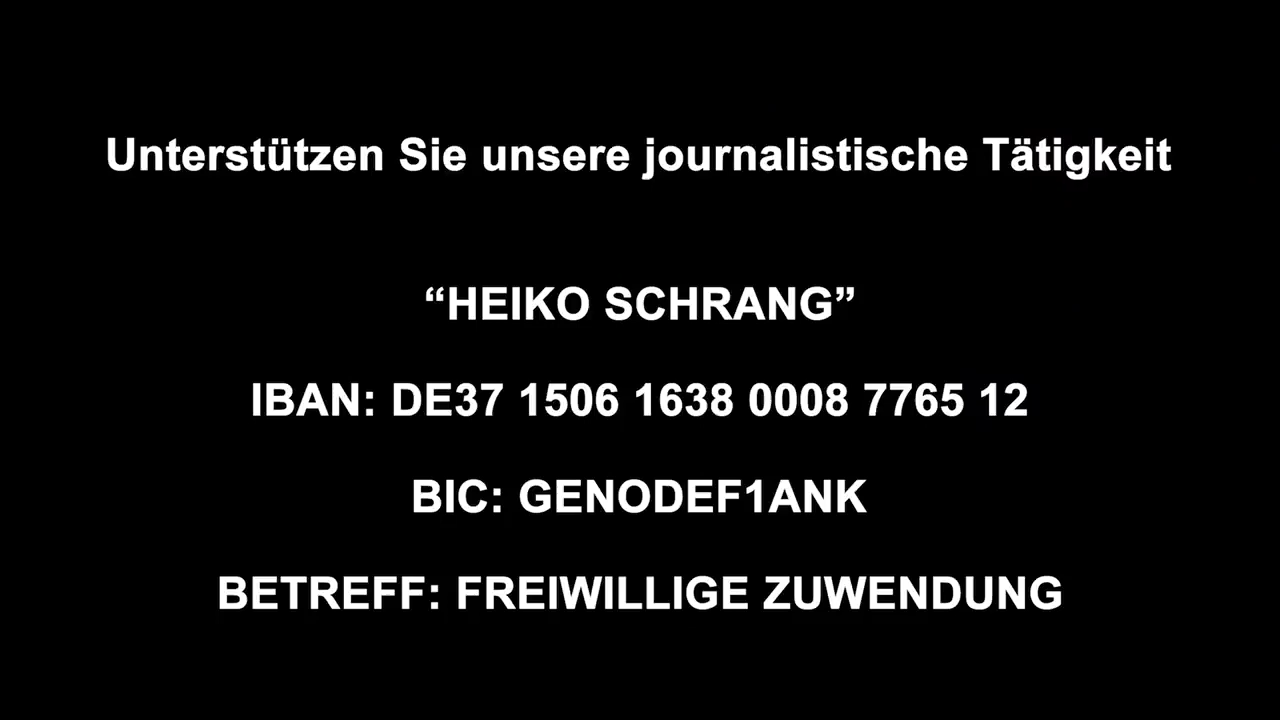 Unterstützen Sie unsere journalistische Tätigkeit
“HEIKO SCHRANG”
IBAN: DE37 1506 1638 0008 7765 12
BIC: GENODEF1ANK
BETREFF: FREIWILLIGE ZUWENDUNG